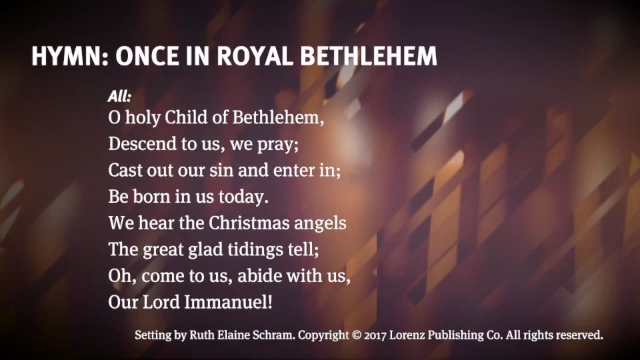 HYMN: ONCE IN ROYAL BETHLEHEM
All:
O holy Child of Bethlehem,
Descend to us, we pray;
Cast out our sin and enter in;
Be born in us today.
We hear the Christmas angels
The great glad tidings tell;
Oh, come to us, abide with us,
Our Lord Immanuel!
Setting by Ruth Elaine Schram. Copyright © 2017 Lorenz Publishing Co. All rights reserved.